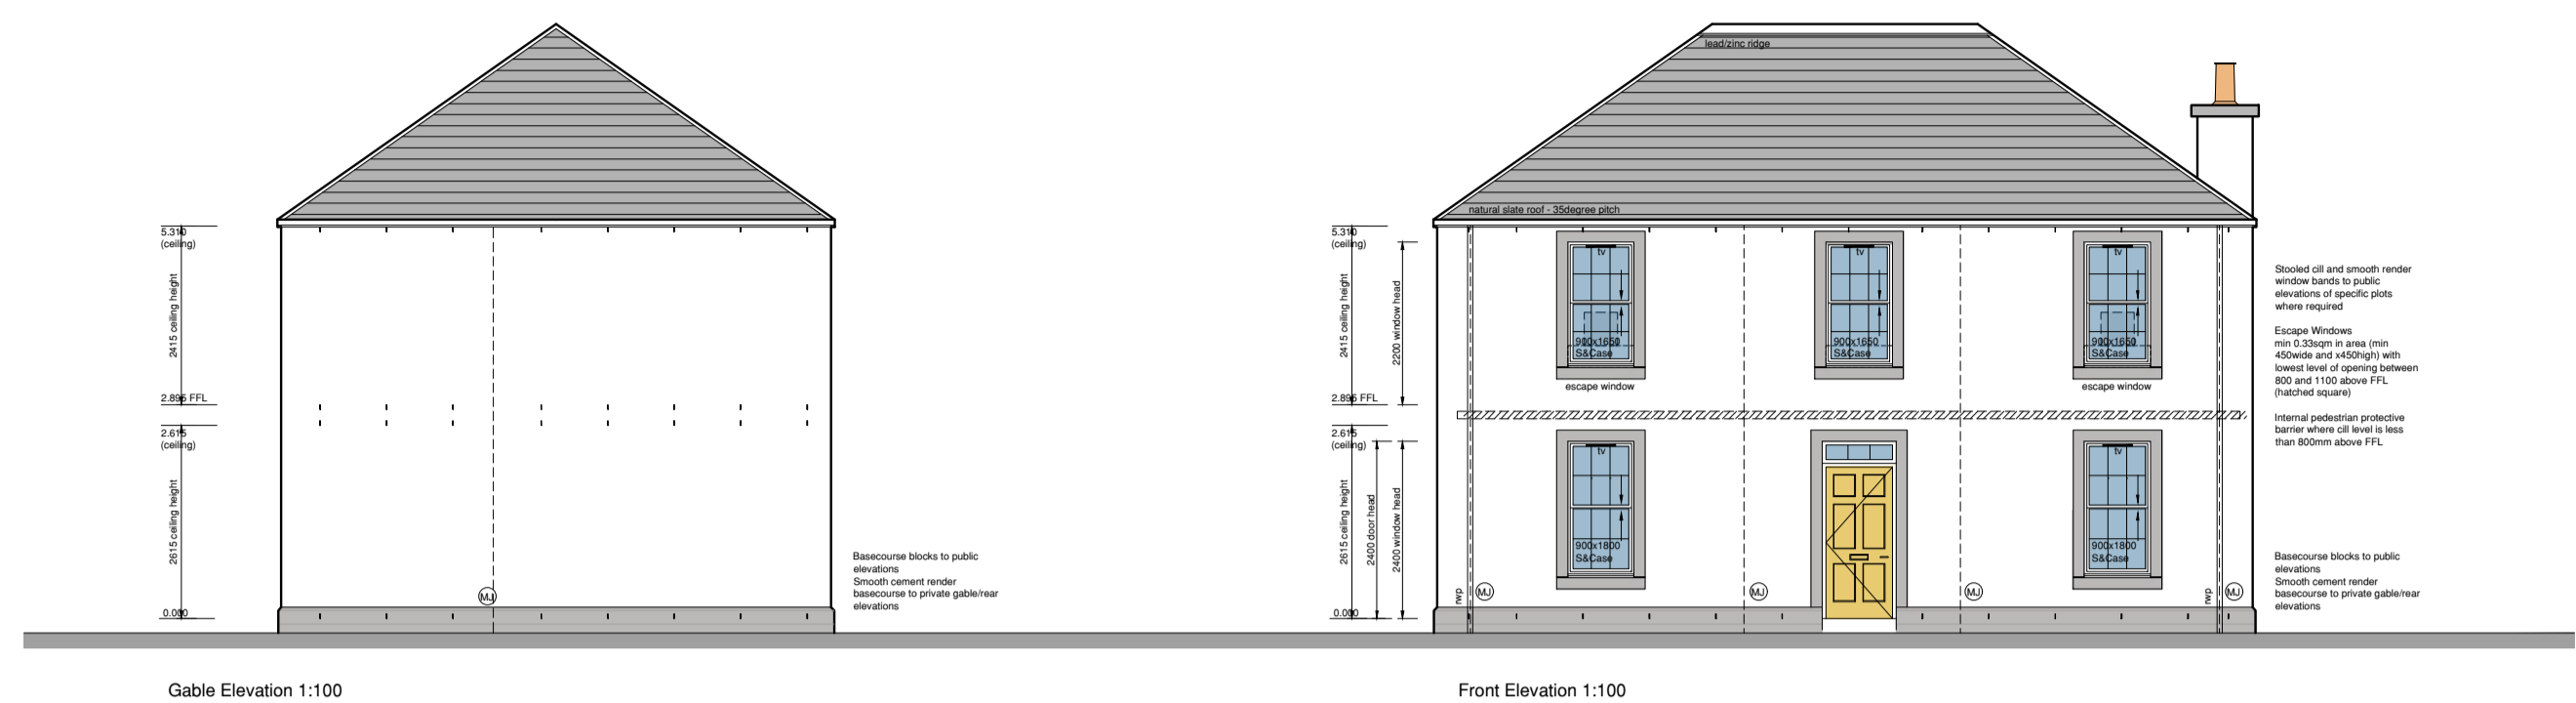 5.310
(ceiling)
2415 ceiling height
2.895 FFL
2.615
(ceiling)
2615 ceiling height
0.000
MJ
Basecourse blocks to public
elevations
Smooth cement render
basecourse to private gable/rear
elevations
Gable Elevation 1:100
lead/zinc ridge
natural slate roof - 35degree pitch
5.310
(ceiling)
2415 ceiling height
2200 window head
2.895 FFL
2.615
(ceiling)
2615 ceiling height
2400 door head
2400 window head
0.000
tv
900x1650
S&Case
escape window
tv
900x1650
S&Case
tv
900x1650
S&Case
escape window
tv
900x1800
S&Case
tv
900x1800
S&Case
rwp
MJ
MJ
MJ
rwp
MJ
Stooled cill and smooth render
window bands to public
elevations of specific plots
where required
Escape Windows
min 0.33sqm in area (min
450wide and x450high) with
lowest level of opening between
800 and 1100 above FFL
(hatched square)
Internal pedestrian protective
barrier where cill level is less
than 800mm above FFL
Basecourse blocks to public
elevations
Smooth cement render
basecourse to private gable/rear
elevations
Front Elevation 1:100